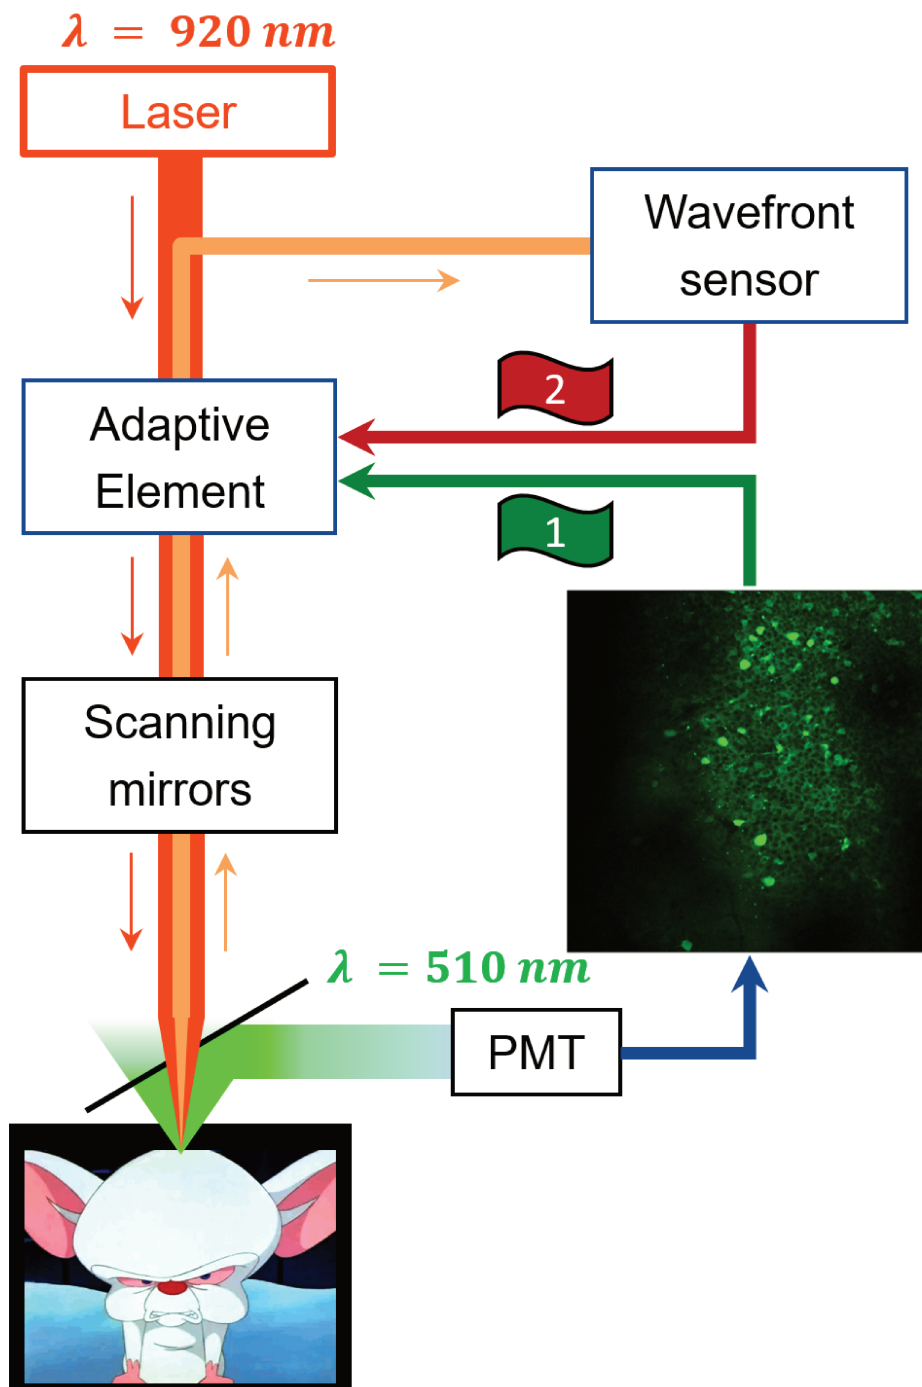 λ = 920 nm
Laser
Wavefront
sensor
2
Adaptive
Element
1
Scanning
mirrors
λ = 510 nm
PMT